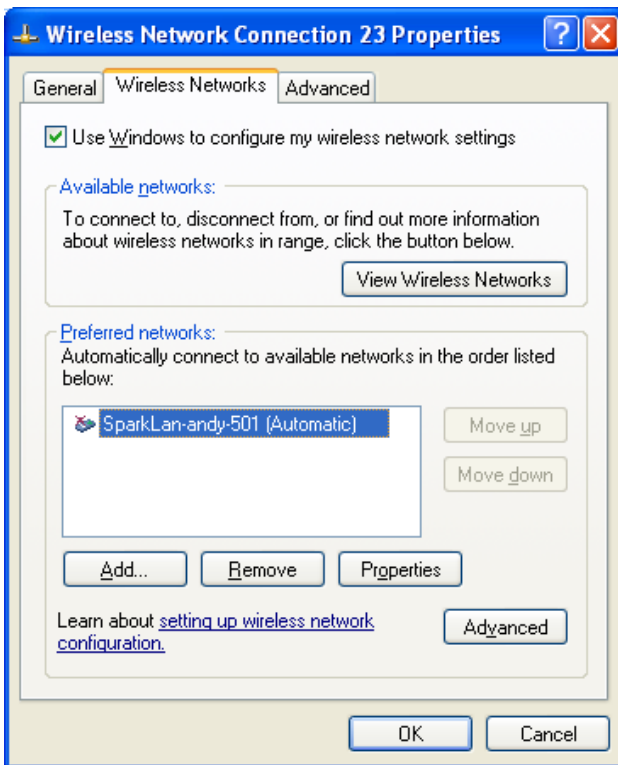 Wireless Network Connection 23 Properties
General Wireless Networks Advanced
Use Windows to configure my wireless network settings
Available networks:
To connect to, disconnect from, or find out more information
about wireless networks in range, click the button below.
View Wireless Networks
Preferred networks:
Automatically connect to available networks in the order listed
below:
SparkLan-andy-501 (Automatic)
Move up
Move down
Add... Remove Properties
Learn about setting up wireless network
configuration.
Advanced
OK Cancel